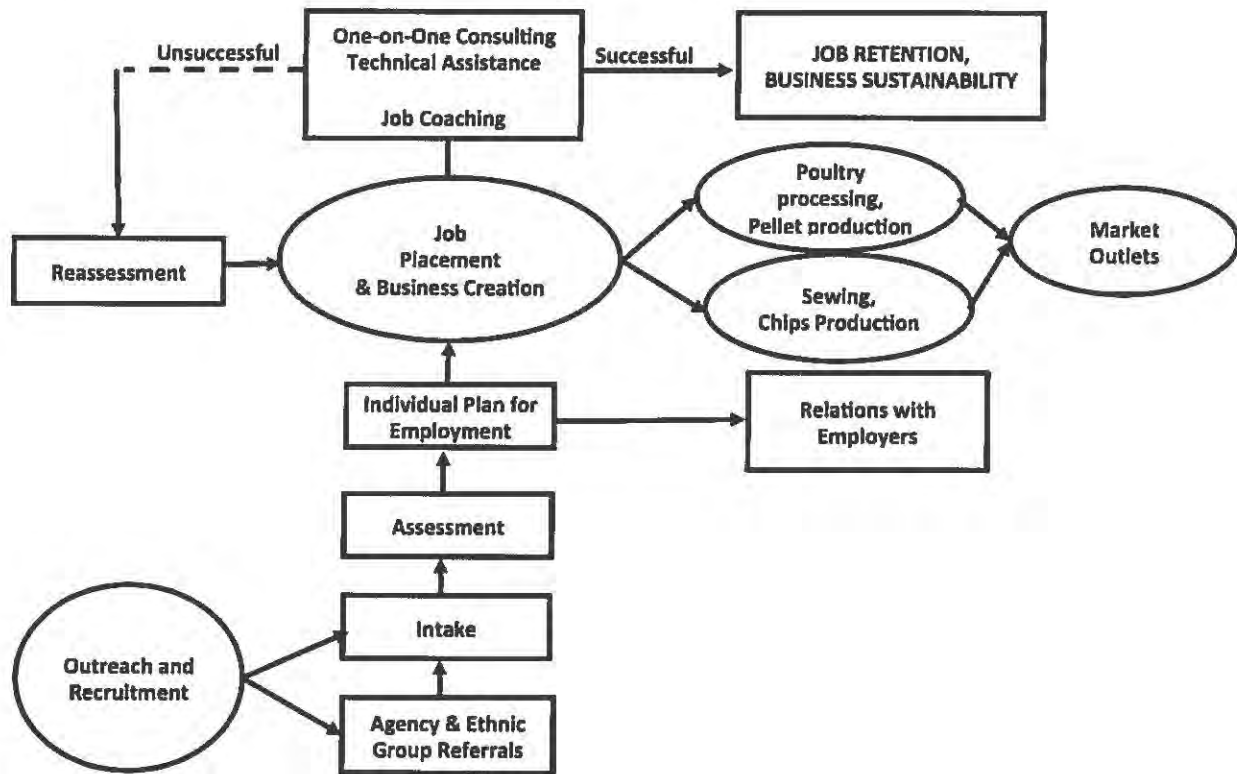 One-on-One Consulting
Technical Assistance
Job Coaching
Unsuccessful
Successful
JOB RETENTION,
BUSINESS SUSTAINABILITY
Poultry
processing,
Pellet production
Job
Placement
& Business Creation
Market
Outlets
Reassessment
Sewing,
Chips Production
Individual Plan for
Employment
Relations with
Employers
Assessment
Intake
Outreach and
Recruitment
Agency & Ethnic
Group Referrals